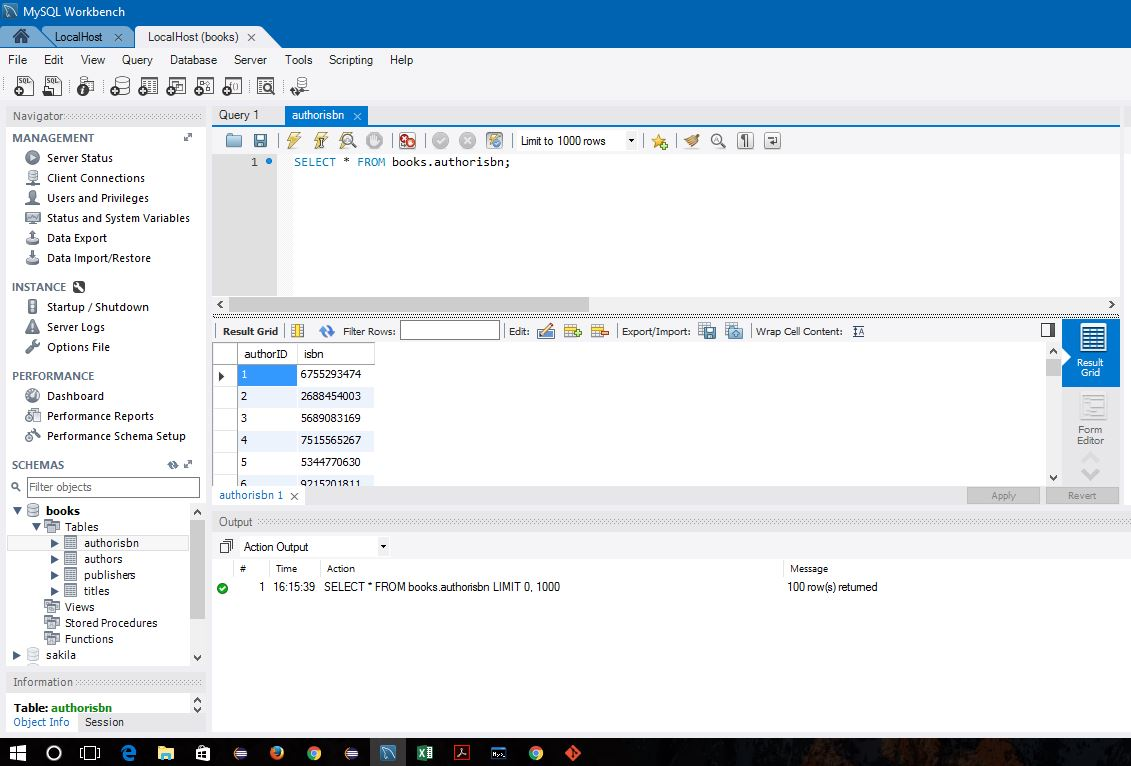 MySQL Workbench
LocalHost
LocalHost (books)
File Edit View Query Database Server Tools Scripting Help
Navigator
MANAGEMENT
Server Status
Client Connections
Users and Privileges
Status and System Variables
Data Export
Data Import/Restore
INSTANCE
Startup / Shutdown
Server Logs
Options File
PERFORMANCE
Dashboard
Performance Reports
Performance Schema Setup
SCHEMAS
Filter objects
books
Tables
authorisbn
authors
publishers
titles
Views
Stored Procedures
Functions
sakila
Information
Table: authorisbn
Object Info Session
Query 1 authorisbn
Limit to 1000 rows
1 SELECT * FROM books.authorisbn;
Result Grid Filter Rows: Edit: Export/Import: Wrap Cell Content:
authorID isbn
1 6755293474
2 2688454003
3 5689083169
4 7515565267
5 5344770630
6 9215201811
Result Grid
Form Editor
authorisbn 1 Apply Revert
Output
Action Output
# Time Action Message
1 16:15:39 SELECT * FROM books.authorisbn LIMIT 0, 1000 100 row(s) returned